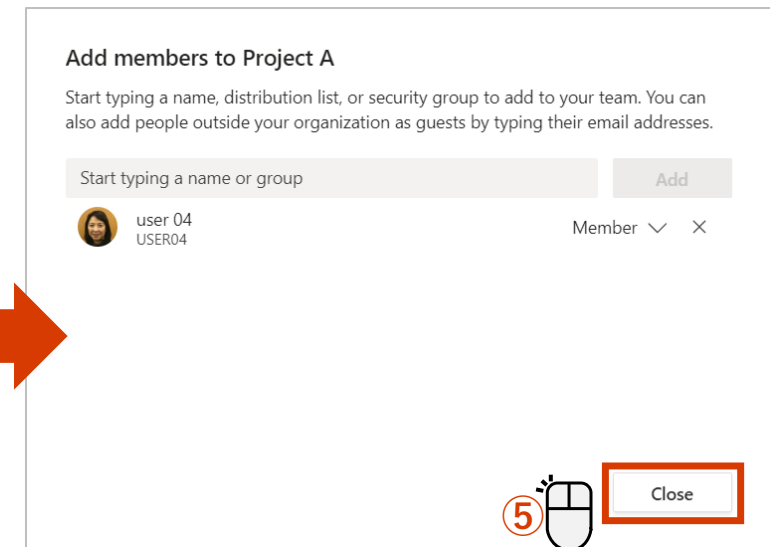 Add members to Project A
Start typing a name, distribution list, or security group to add to your team. You can
also add people outside your organization as guests by typing their email addresses.
Start typing a name or group
Add
user 04
USER04
Member
⑤
Close